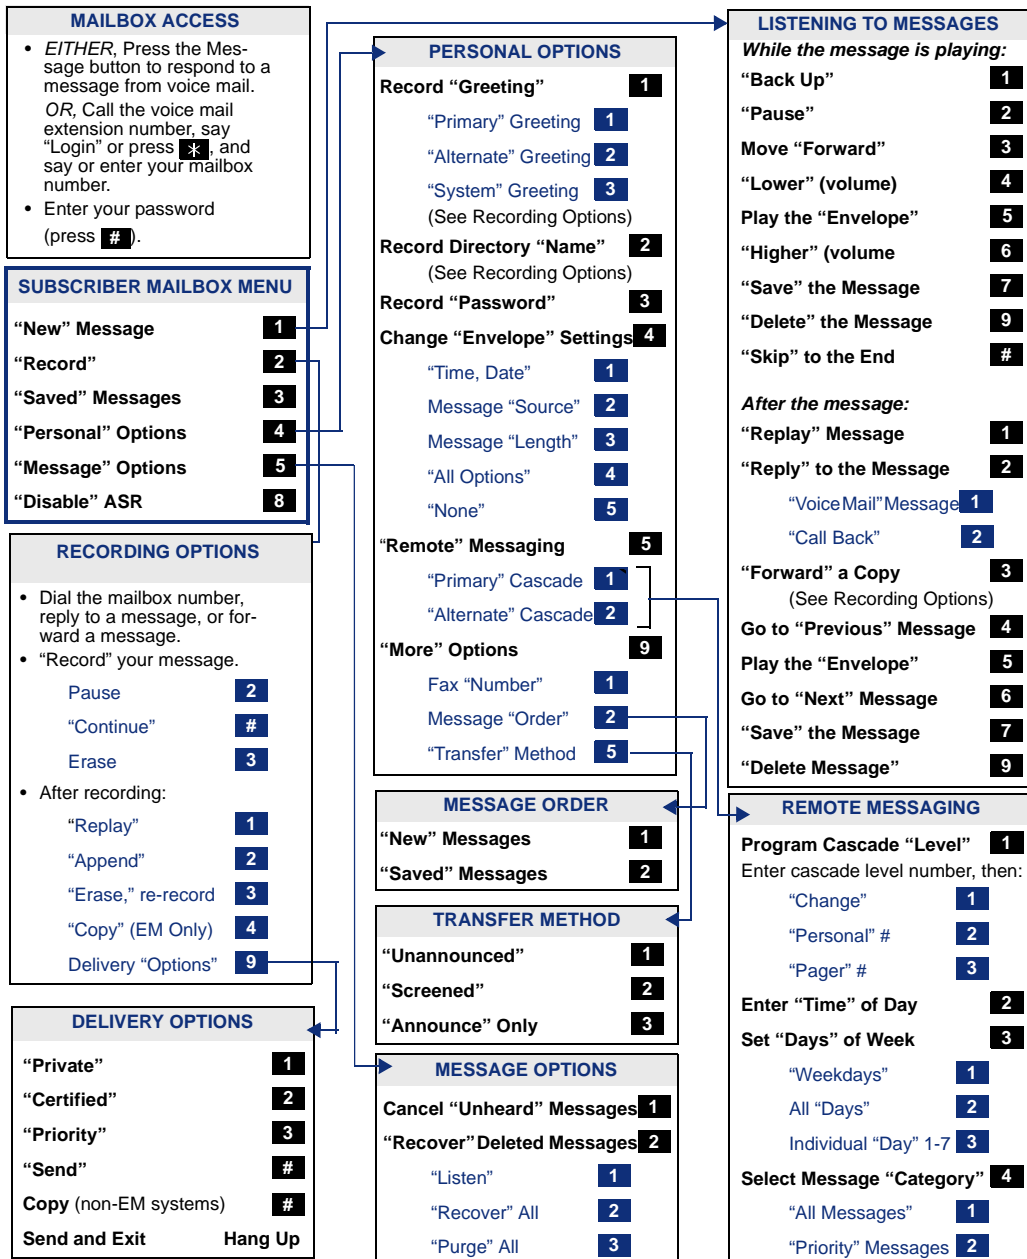 MAILBOX ACCESS
• EITHER, Press the Mes-
sage button to respond to a
message from voice mail.
OR, Call the voice mail
extension number, say
“Login” or press * , and
say or enter your mailbox
number.
• Enter your password
(press # ).
SUBSCRIBER MAILBOX MENU
“New” Message 1
“Record” 2
“Saved” Messages 3
“Personal” Options 4
“Message” Options 5
“Disable” ASR 8
RECORDING OPTIONS
• Dial the mailbox number,
reply to a message, or for-
ward a message.
• “Record” your message.
Pause 2
“Continue” #
Erase 3
• After recording:
“Replay” 1
“Append” 2
“Erase,” re-record 3
“Copy” (EM Only) 4
Delivery “Options” 9
DELIVERY OPTIONS
“Private” 1
“Certified” 2
“Priority” 3
“Send” #
Copy (non-EM systems) #
Send and Exit Hang Up
PERSONAL OPTIONS
Record “Greeting” 1
“Primary” Greeting 1
“Alternate” Greeting 2
“System” Greeting 3
(See Recording Options)
Record Directory “Name” 2
(See Recording Options)
Record “Password” 3
Change “Envelope” Settings 4
“Time, Date” 1
Message “Source” 2
Message “Length” 3
“All Options” 4
“None” 5
“Remote” Messaging 5
“Primary” Cascade 1
“Alternate” Cascade 2
“More” Options 9
Fax “Number” 1
Message “Order” 2
“Transfer” Method 5
MESSAGE ORDER
“New” Messages 1
“Saved” Messages 2
TRANSFER METHOD
“Unannounced” 1
“Screened” 2
“Announce” Only 3
MESSAGE OPTIONS
Cancel “Unheard” Messages 1
“Recover” Deleted Messages 2
“Listen” 1
“Recover” All 2
“Purge” All 3
LISTENING TO MESSAGES
While the message is playing:
“Back Up” 1
“Pause” 2
Move “Forward” 3
“Lower” (volume) 4
Play the “Envelope” 5
“Higher” (volume 6
“Save” the Message 7
“Delete” the Message 9
“Skip” to the End #
After the message:
“Replay” Message 1
“Reply” to the Message 2
“Voice Mail” Message 1
“Call Back” 2
“Forward” a Copy 3
(See Recording Options)
Go to “Previous” Message 4
Play the “Envelope” 5
Go to “Next” Message 6
“Save” the Message 7
“Delete Message” 9
REMOTE MESSAGING
Program Cascade “Level” 1
Enter cascade level number, then:
“Change” 1
“Personal” # 2
“Pager” # 3
Enter “Time” of Day 2
Set “Days” of Week 3
“Weekdays” 1
All “Days” 2
Individual “Day” 1-7 3
Select Message “Category” 4
“All Messages” 1
“Priority” Messages 2